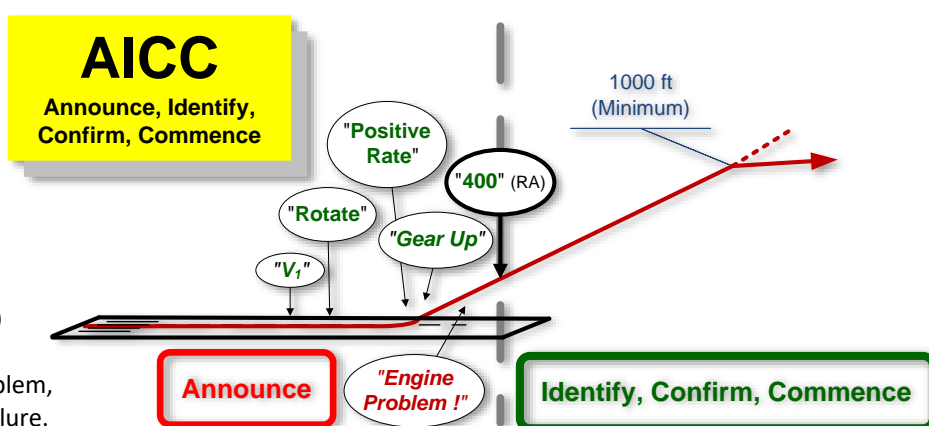 AICC
Announce, Identify,
Confirm, Commence
1000 ft
(Minimum)
"Positive
Rate"
"400" (RA)
"Rotate"
"Gear Up"
"V₁"
)
blem,
lure.
Announce
"Engine
Problem !"
Identify, Confirm, Commence